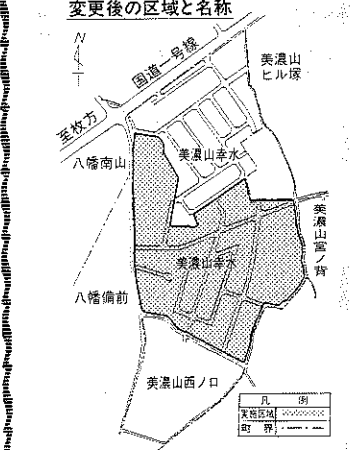 変更後の区域と名称
N
国道一号線
至枚方
美濃山
ヒル塚
八幡南山
美濃山幸水
美濃山宮ノ背
美濃山幸水
八幡備前
美濃山西ノ口
凡例
実施区域
町界